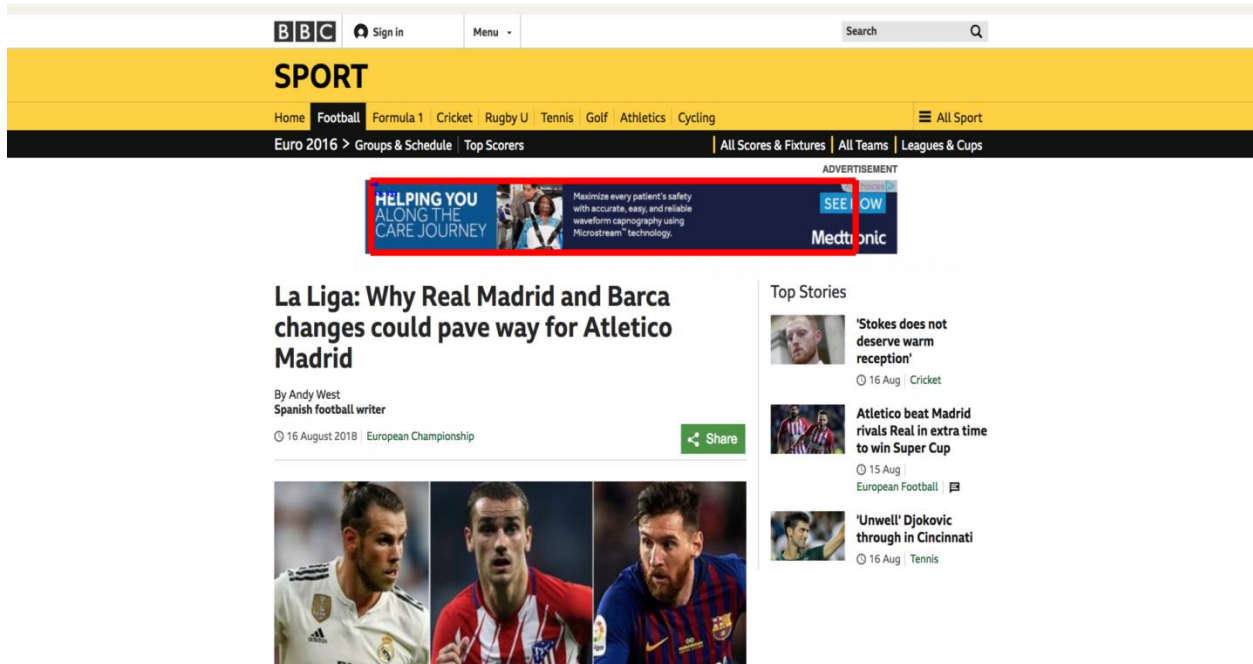 BBC Sign in Menu Search
SPORT
Home Football Formula 1 Cricket Rugby U Tennis Golf Athletics Cycling All Sport
Euro 2016 > Groups & Schedule Top Scorers All Scores & Fixtures All Teams Leagues & Cups
ADVERTISEMENT
HELPING YOU
ALONG THE
CARE JOURNEY
Maximize every patient's safety
with accurate, easy, and reliable
waveform capnography using
Microstream™ technology.
SEE NOW
Medtronic
La Liga: Why Real Madrid and Barca
changes could pave way for Atletico
Madrid
By Andy West
Spanish football writer
16 August 2018 European Championship
Share
Top Stories
'Stokes does not
deserve warm
reception'
16 Aug Cricket
Atletico beat Madrid
rivals Real in extra time
to win Super Cup
15 Aug
European Football
'Unwell' Djokovic
through in Cincinnati
16 Aug Tennis
adidas